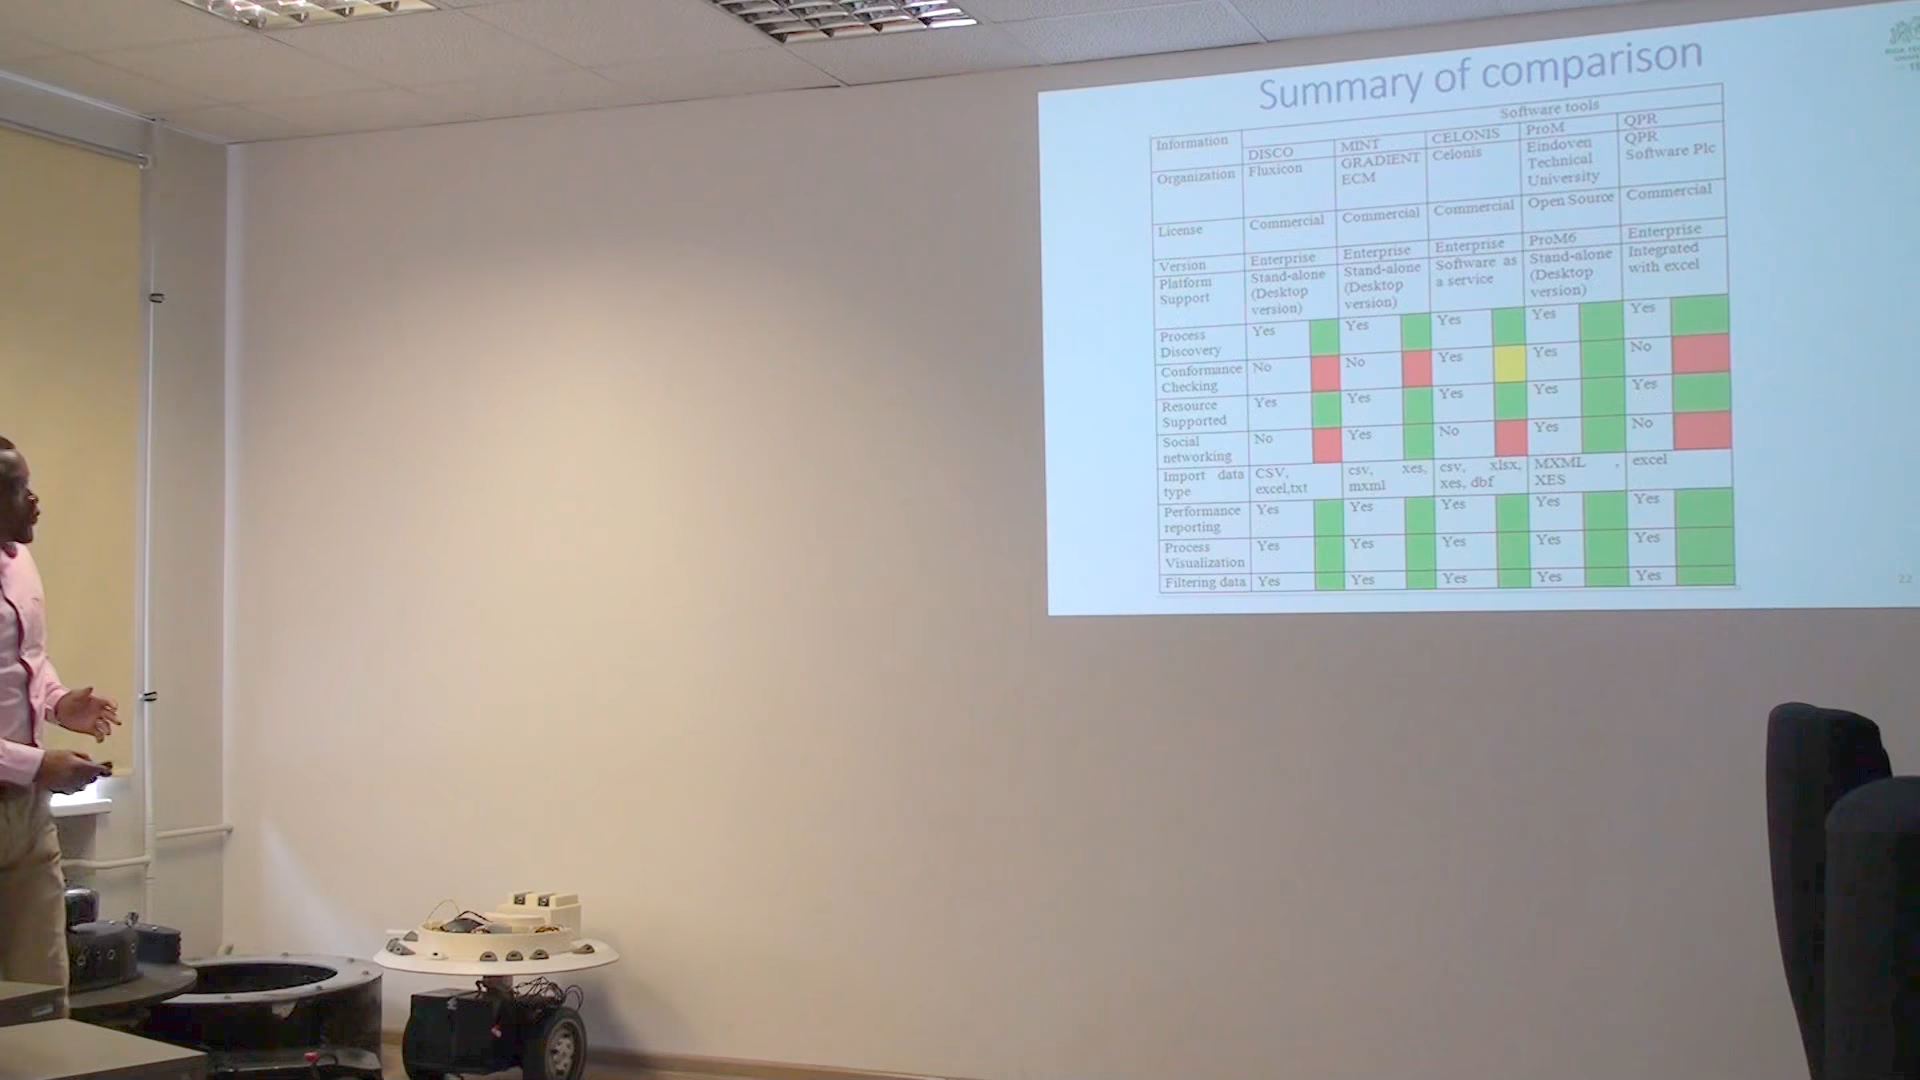 Summary of comparison
Information Software tools
DISCO MINT CELONIS ProM QPR
Organization Fluxicon GRADIENT ECM Celonis Eindoven Technical University QPR Software Plc
License Commercial Commercial Commercial Open Source Commercial
Version Enterprise Enterprise Enterprise ProM6 Enterprise
Platform Support Stand-alone (Desktop version) Stand-alone (Desktop version) Software as a service Stand-alone (Desktop version) Integrated with excel
Process Discovery Yes Yes Yes Yes Yes
Conformance Checking No No Yes Yes No
Resource Supported Yes Yes Yes Yes Yes
Social networking No Yes No Yes No
Import data type CSV, excel,txt csv, xes, mxml csv, xlsx, xes, dbf MXML , XES excel
Performance reporting Yes Yes Yes Yes Yes
Process Visualization Yes Yes Yes Yes Yes
Filtering data Yes Yes Yes Yes Yes
22